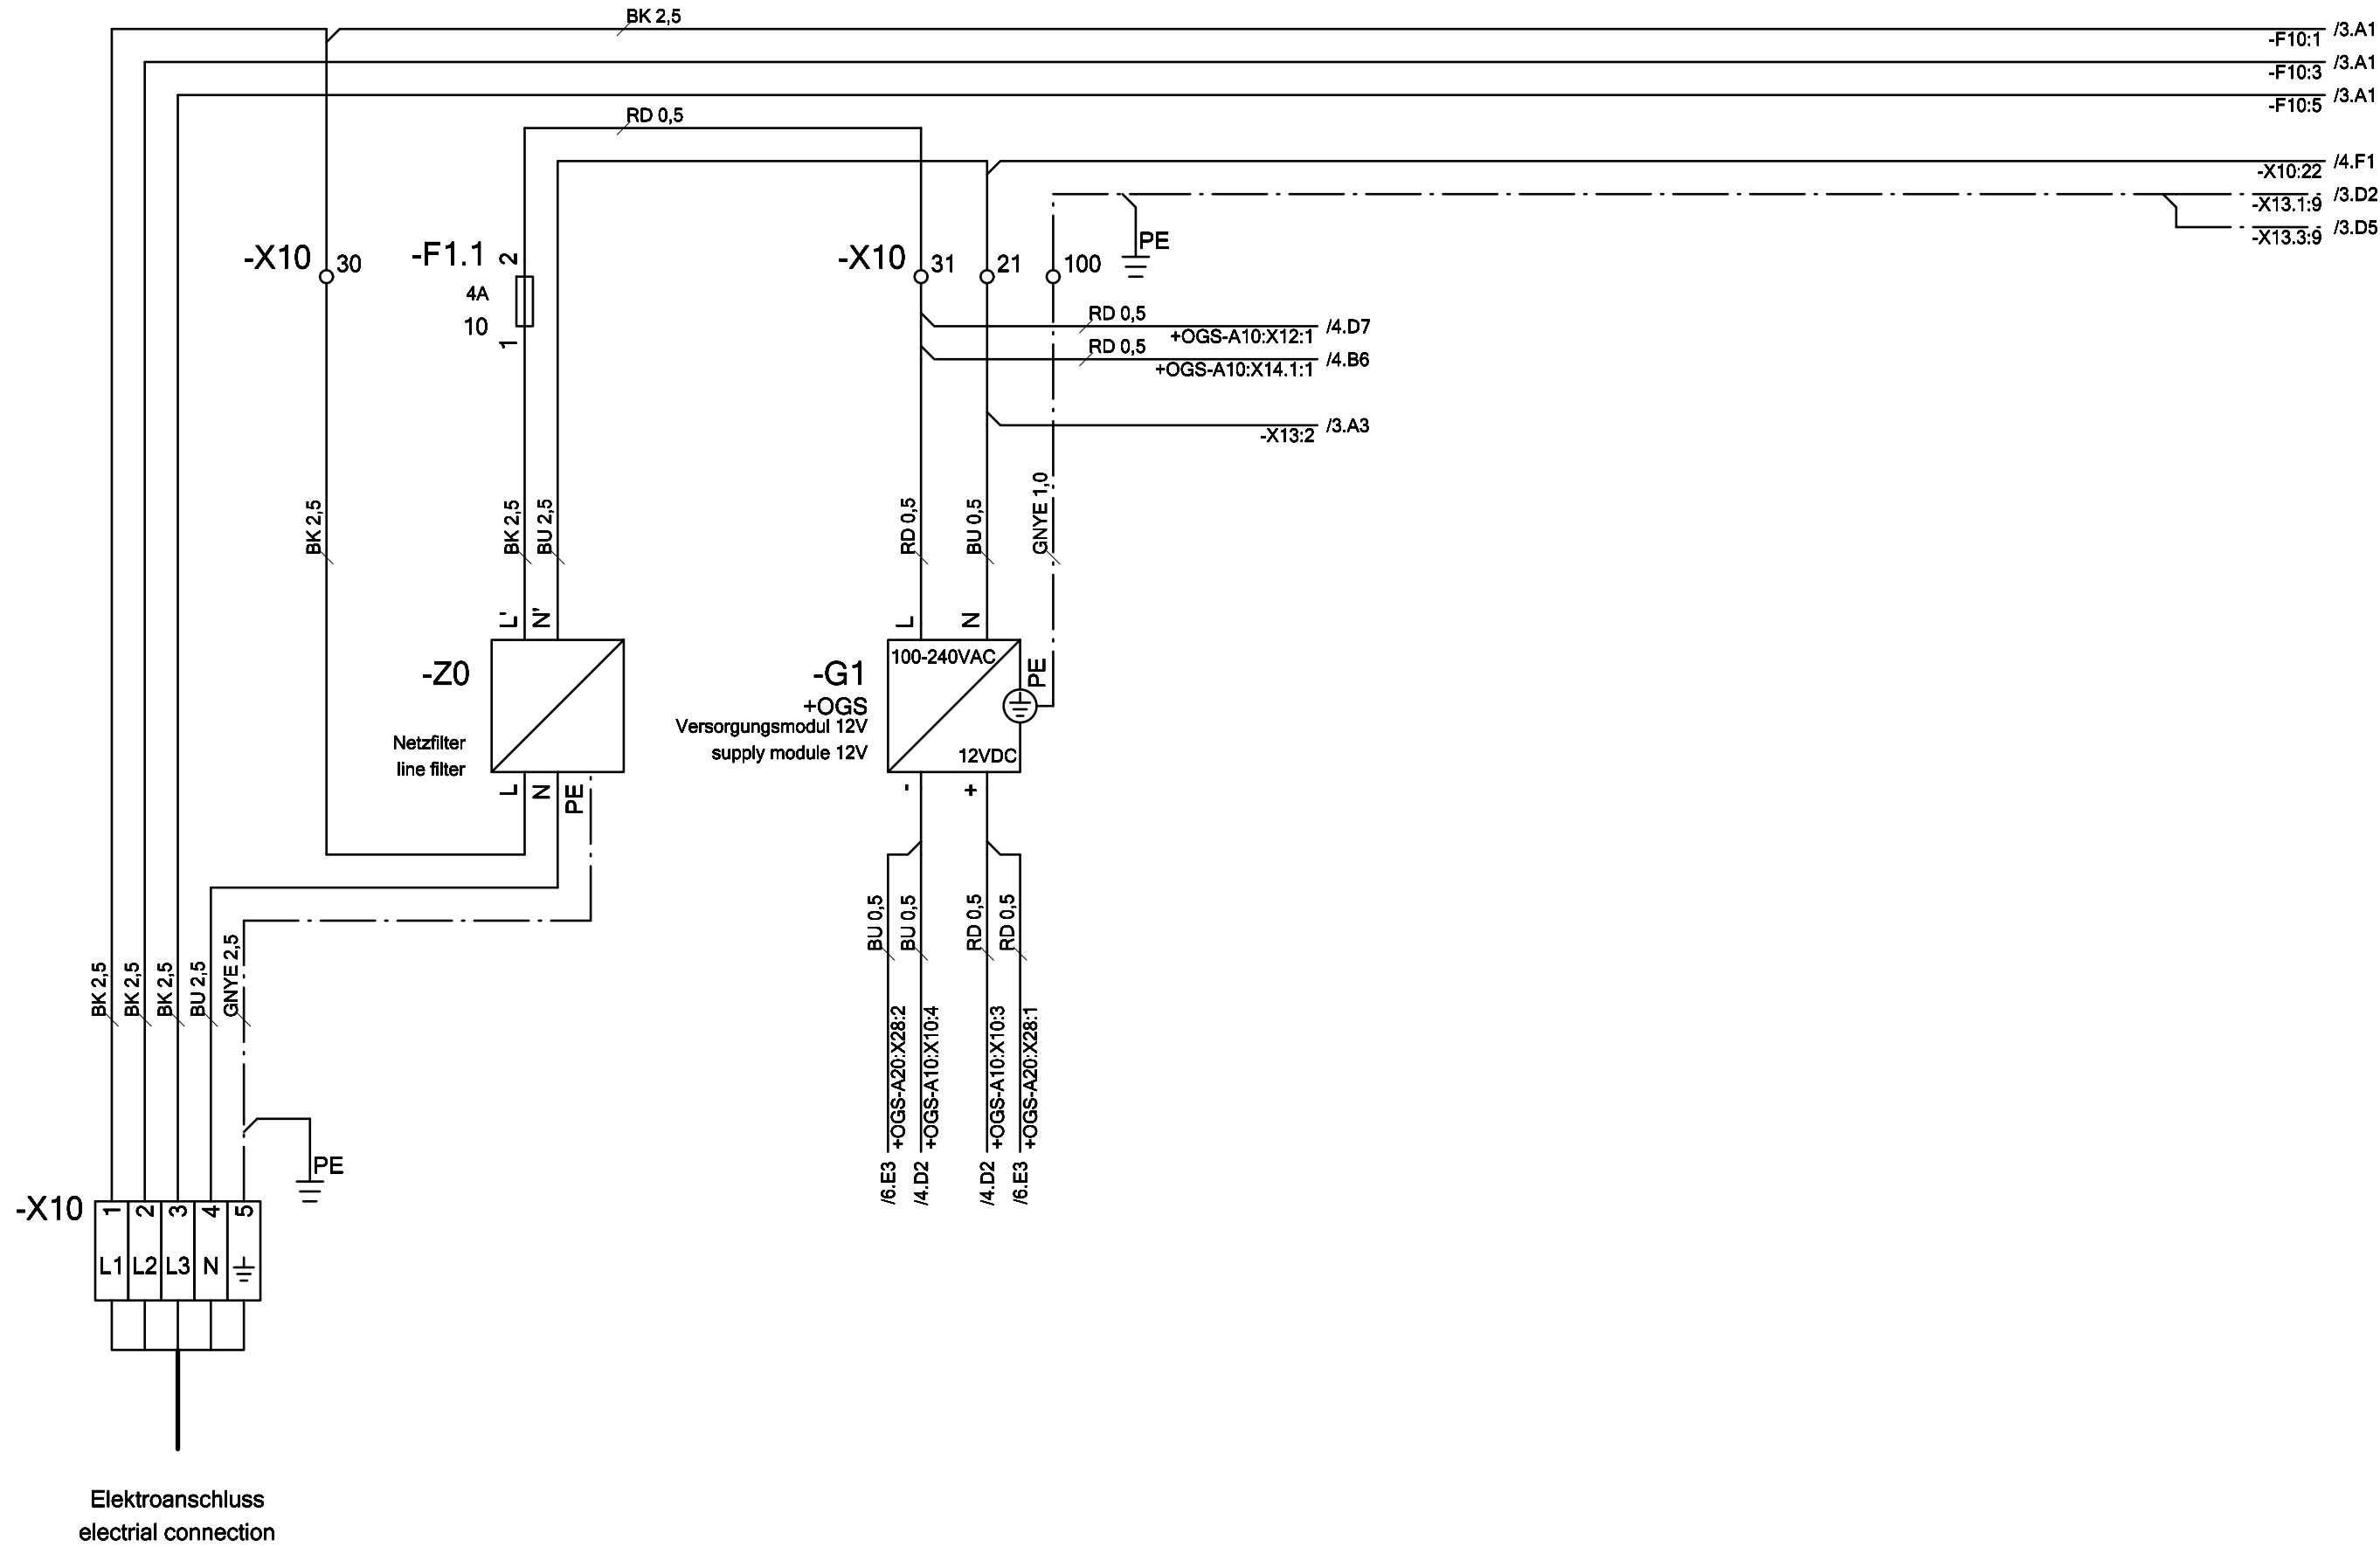 BK 2,5
/3.A1
-F10:1
/3.A1
-F10:3
/3.A1
-F10:5
RD 0,5
/4.F1
-X10:22
/3.D2
-X13.1:9
/3.D5
-X13.3:9
PE
-X10
30
-F1.1
2
4A
10
1
-X10
31
21
100
RD 0,5
/4.D7
+OGS-A10:X12:1
RD 0,5
/4.B6
+OGS-A10:X14.1:1
/3.A3
-X13:2
BK 2,5
BK 2,5
BU 2,5
RD 0,5
BU 0,5
GNYE 1,0
L'
N'
L
N
-Z0
Netzfilter
line filter
L
N
PE
-G1
+OGS
Versorgungsmodul 12V
supply module 12V
100-240VAC
12VDC
PE
-
+
BU 0,5
BU 0,5
RD 0,5
RD 0,5
+OGS-A20:X28:2
+OGS-A10:X10:4
+OGS-A10:X10:3
+OGS-A20:X28:1
/6.E3
/4.D2
/4.D2
/6.E3
BK 2,5
BK 2,5
BK 2,5
BU 2,5
GNYE 2,5
PE
-X10
1
2
3
4
5
L1
L2
L3
N
Elektroanschluss
electrial connection